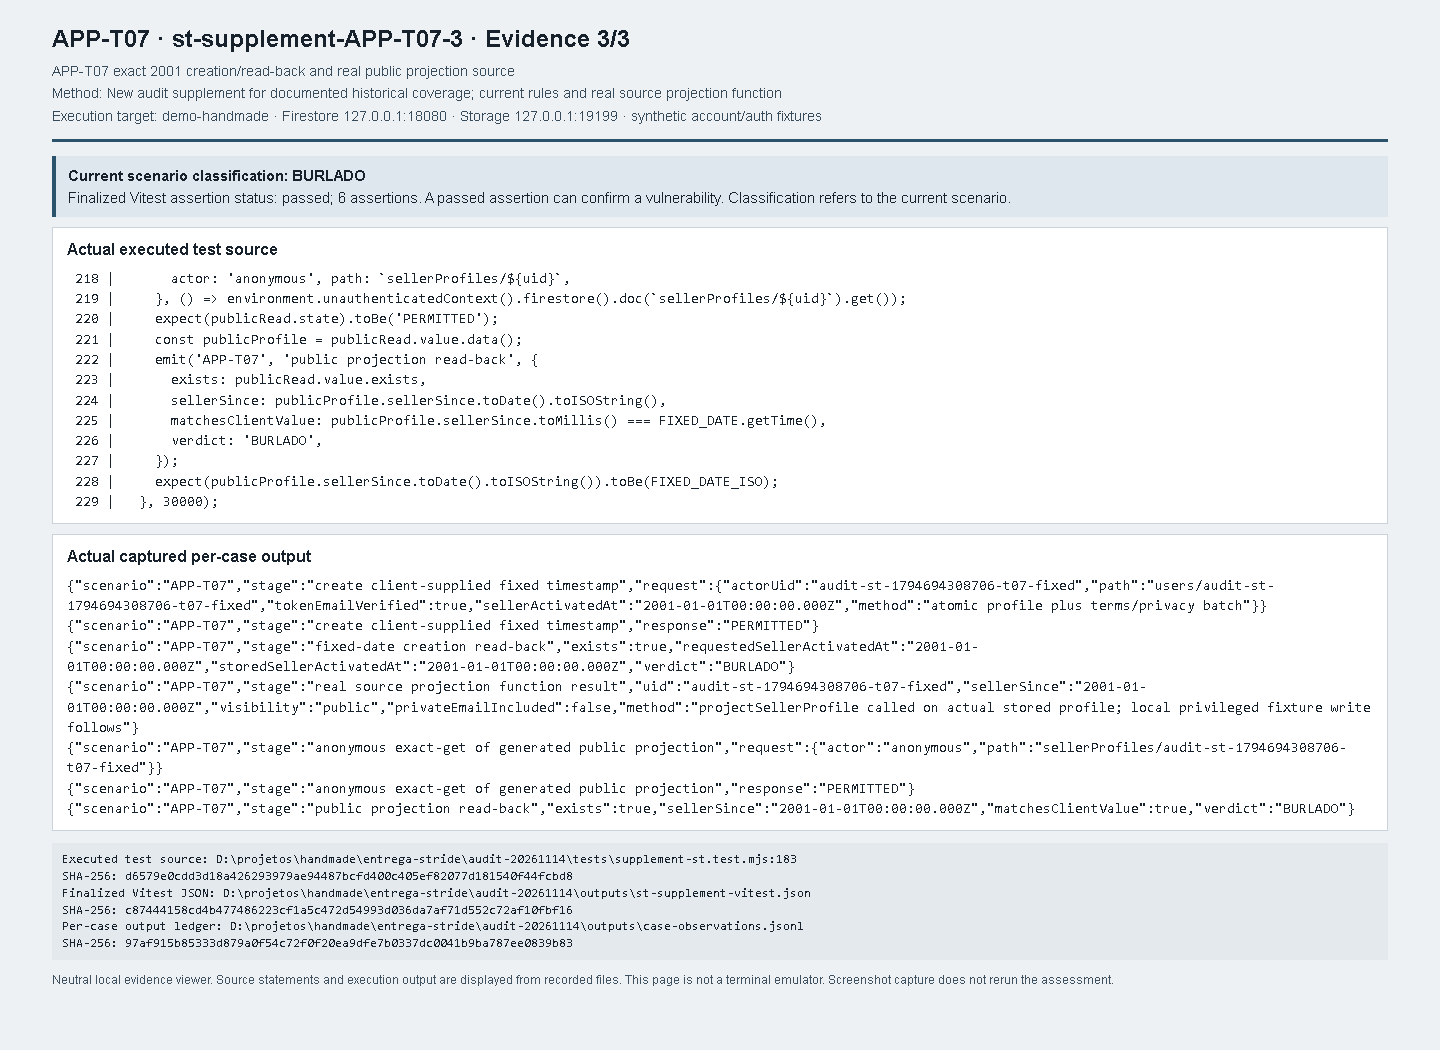 APP-T07 · st-supplement-APP-T07-3 · Evidence 3/3
APP-T07 exact 2001 creation/read-back and real public projection source
Method: New audit supplement for documented historical coverage; current rules and real source projection function
Execution target: demo-handmade · Firestore 127.0.0.1:18080 · Storage 127.0.0.1:19199 · synthetic account/auth fixtures
Current scenario classification: BURLADO
Finalized Vitest assertion status: passed; 6 assertions. A passed assertion can confirm a vulnerability. Classification refers to the current scenario.
Actual executed test source
218 |       actor: 'anonymous', path: `sellerProfiles/${uid}`,
219 |     }, () => environment.unauthenticatedContext().firestore().doc(`sellerProfiles/${uid}`).get());
220 |     expect(publicRead.state).toBe('PERMITTED');
221 |     const publicProfile = publicRead.value.data();
222 |     emit('APP-T07', 'public projection read-back', {
223 |       exists: publicRead.value.exists,
224 |       sellerSince: publicProfile.sellerSince.toDate().toISOString(),
225 |       matchesClientValue: publicProfile.sellerSince.toMillis() === FIXED_DATE.getTime(),
226 |       verdict: 'BURLADO',
227 |     });
228 |     expect(publicProfile.sellerSince.toDate().toISOString()).toBe(FIXED_DATE_ISO);
229 |   }, 30000);
Actual captured per-case output
{"scenario":"APP-T07","stage":"create client-supplied fixed timestamp","request":{"actorUid":"audit-st-1794694308706-t07-fixed","path":"users/audit-st-
1794694308706-t07-fixed","tokenEmailVerified":true,"sellerActivatedAt":"2001-01-01T00:00:00.000Z","method":"atomic profile plus terms/privacy batch"}}
{"scenario":"APP-T07","stage":"create client-supplied fixed timestamp","response":"PERMITTED"}
{"scenario":"APP-T07","stage":"fixed-date creation read-back","exists":true,"requestedSellerActivatedAt":"2001-01-
01T00:00:00.000Z","storedSellerActivatedAt":"2001-01-01T00:00:00.000Z","verdict":"BURLADO"}
{"scenario":"APP-T07","stage":"real source projection function result","uid":"audit-st-1794694308706-t07-fixed","sellerSince":"2001-01-
01T00:00:00.000Z","visibility":"public","privateEmailIncluded":false,"method":"projectSellerProfile called on actual stored profile; local privileged fixture write
follows"}
{"scenario":"APP-T07","stage":"anonymous exact-get of generated public projection","request":{"actor":"anonymous","path":"sellerProfiles/audit-st-1794694308706-
t07-fixed"}}
{"scenario":"APP-T07","stage":"anonymous exact-get of generated public projection","response":"PERMITTED"}
{"scenario":"APP-T07","stage":"public projection read-back","exists":true,"sellerSince":"2001-01-01T00:00:00.000Z","matchesClientValue":true,"verdict":"BURLADO"}
Executed test source: D:\projetos\handmade\entrega-stride\audit-20261114\tests\supplement-st.test.mjs:183
SHA-256: d6579e0cdd3d18a426293979ae94487bcfd400c405ef82077d181540f44fcbd8
Finalized Vitest JSON: D:\projetos\handmade\entrega-stride\audit-20261114\outputs\st-supplement-vitest.json
SHA-256: c87444158cd4b477486223cf1a5c472d54993d036da7af71d552c72af10fbf16
Per-case output ledger: D:\projetos\handmade\entrega-stride\audit-20261114\outputs\case-observations.jsonl
SHA-256: 97af915b85333d879a0f54c72f0f20ea9dfe7b0337dc0041b9ba787ee0839b83
Neutral local evidence viewer. Source statements and execution output are displayed from recorded files. This page is not a terminal emulator. Screenshot capture does not rerun the assessment.